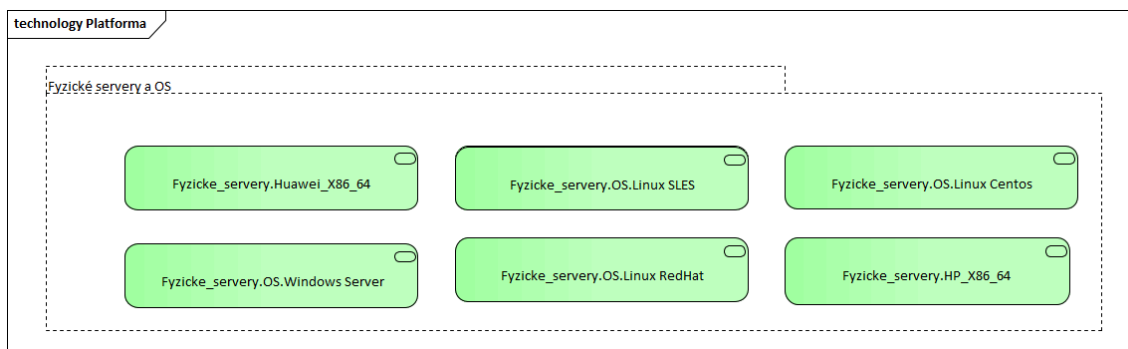 technology Platforma
Fyzické servery a OS
Fyzicke_servery.Huawei_X86_64
Fyzicke_servery.OS.Linux SLES
Fyzicke_servery.OS.Linux Centos
Fyzicke_servery.OS.Windows Server
Fyzicke_servery.OS.Linux RedHat
Fyzicke_servery.HP_X86_64